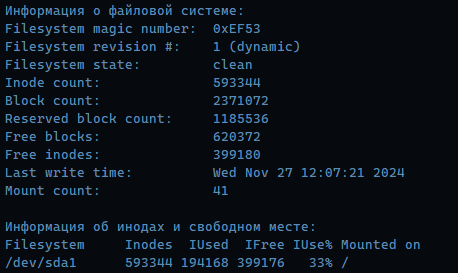 Информация о файловой системе:
Filesystem magic number:  0xEF53
Filesystem revision #:    1 (dynamic)
Filesystem state:         clean
Inode count:              593344
Block count:              2371072
Reserved block count:     1185536
Free blocks:              620372
Free inodes:              399180
Last write time:          Wed Nov 27 12:07:21 2024
Mount count:              41

Информация об инодах и свободном месте:
Filesystem     Inodes  IUsed  IFree IUse% Mounted on
/dev/sda1      593344 194168 399176   33% /